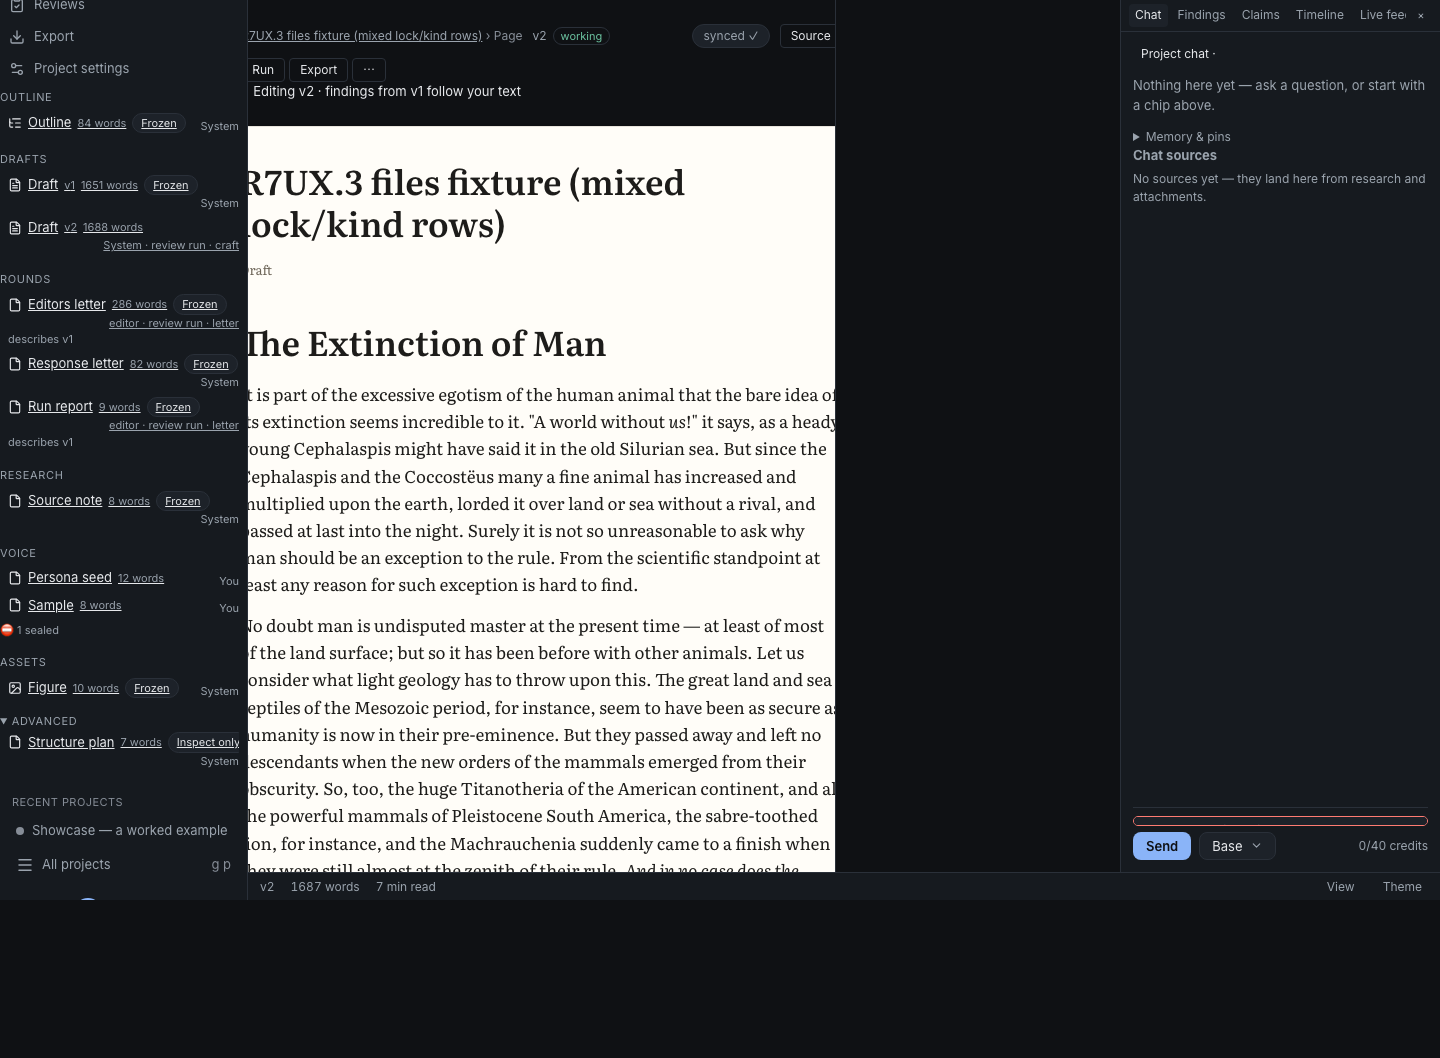 Reviews
Export
Project settings
OUTLINE
Outline 84 words Frozen
System
DRAFTS
Draft v1 1651 words Frozen
System
Draft v2 1688 words
System · review run · craft
ROUNDS
Editors letter 286 words Frozen
editor · review run · letter
describes v1
Response letter 82 words Frozen
System
Run report 9 words Frozen
editor · review run · letter
describes v1
RESEARCH
Source note 8 words Frozen
System
VOICE
Persona seed 12 words You
Sample 8 words You
1 sealed
ASSETS
Figure 10 words Frozen System
ADVANCED
Structure plan 7 words Inspect only
System
RECENT PROJECTS
Showcase — a worked example
All projects g p
7UX.3 files fixture (mixed lock/kind rows) › Page v2 working synced ✓ Source
Run Export ···
Editing v2 · findings from v1 follow your text
R7UX.3 files fixture (mixed
lock/kind rows)
raft
The Extinction of Man
t is part of the excessive egotism of the human animal that the bare idea of
ts extinction seems incredible to it. "A world without us!" it says, as a heady
oung Cephalaspis might have said it in the old Silurian sea. But since the
Cephalaspis and the Coccostëus many a fine animal has increased and
multiplied upon the earth, lorded it over land or sea without a rival, and
passed at last into the night. Surely it is not so unreasonable to ask why
man should be an exception to the rule. From the scientific standpoint at
east any reason for such exception is hard to find.
No doubt man is undisputed master at the present time — at least of most
of the land surface; but so it has been before with other animals. Let us
onsider what light geology has to throw upon this. The great land and sea
eptiles of the Mesozoic period, for instance, seem to have been as secure as
humanity is now in their pre-eminence. But they passed away and left no
descendants when the new orders of the mammals emerged from their
obscurity. So, too, the huge Titanotheria of the American continent, and al
he powerful mammals of Pleistocene South America, the sabre-toothed
ion, for instance, and the Machrauchenia suddenly came to a finish when
hey were still almost at the zenith of their rule. And in no case does the
v2 1687 words 7 min read
View Theme
Chat Findings Claims Timeline Live fee ×
Project chat ·
Nothing here yet — ask a question, or start with
a chip above.
Memory & pins
Chat sources
No sources yet — they land here from research and
attachments.
Send Base 0/40 credits